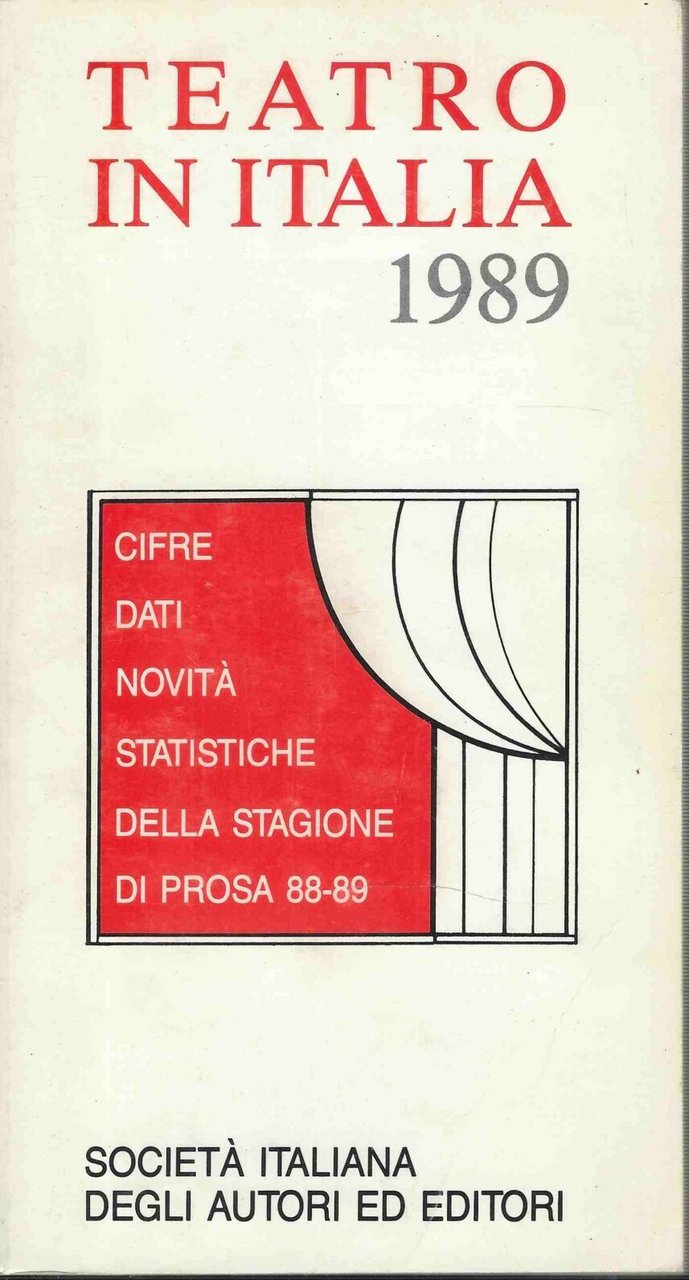 TEATRO
IN ITALIA
1989
CIFRE
DATI
NOVITÀ
STATISTICHE
DELLA STAGIONE
DI PROSA 88-89
SOCIETÀ ITALIANA
DEGLI AUTORI ED EDITORI